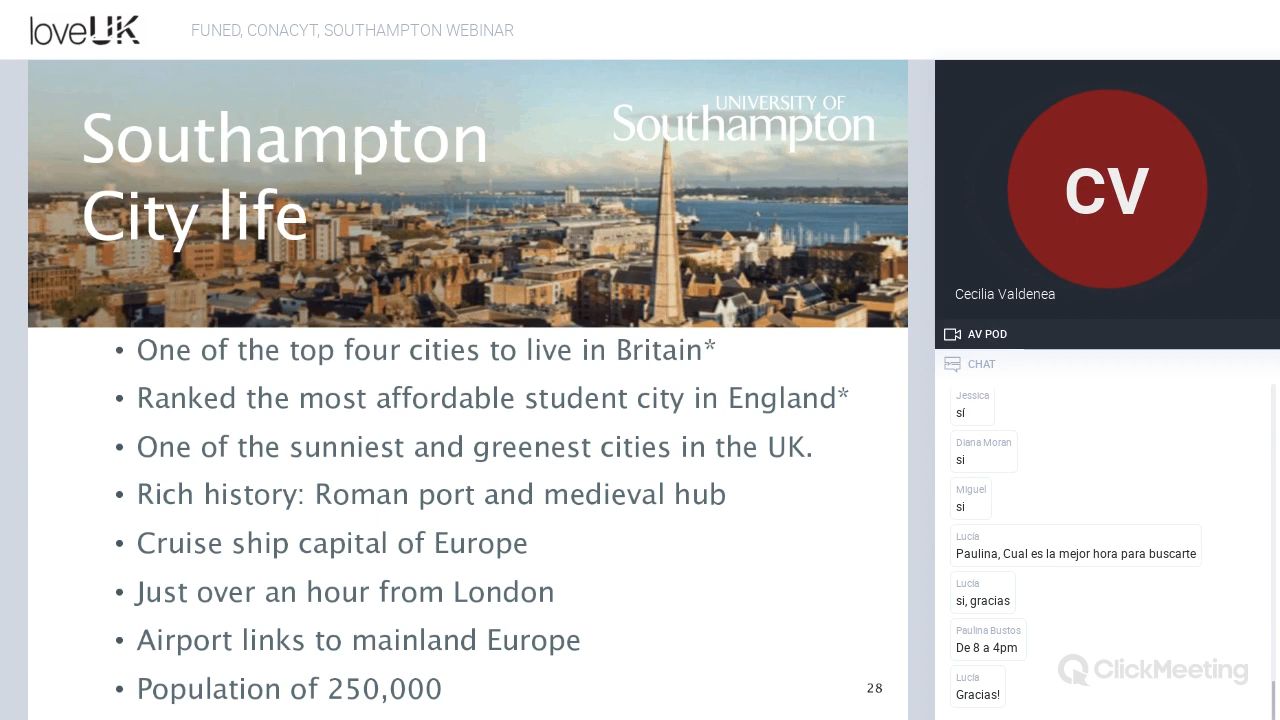 loveUK
FUNED, CONACYT, SOUTHAMPTON WEBINAR
Southampton
City life
UNIVERSITY OF
Southampton
• One of the top four cities to live in Britain*
• Ranked the most affordable student city in England*
• One of the sunniest and greenest cities in the UK.
• Rich history: Roman port and medieval hub
• Cruise ship capital of Europe
• Just over an hour from London
• Airport links to mainland Europe
• Population of 250,000
28
CV
Cecilia Valdenea
AV POD
CHAT
Jessica
sí
Diana Moran
si
Miguel
si
Lucía
Paulina, Cual es la mejor hora para buscarte
Lucía
si, gracias
Paulina Bustos
De 8 a 4pm
Lucía
Gracias!
ClickMeeting